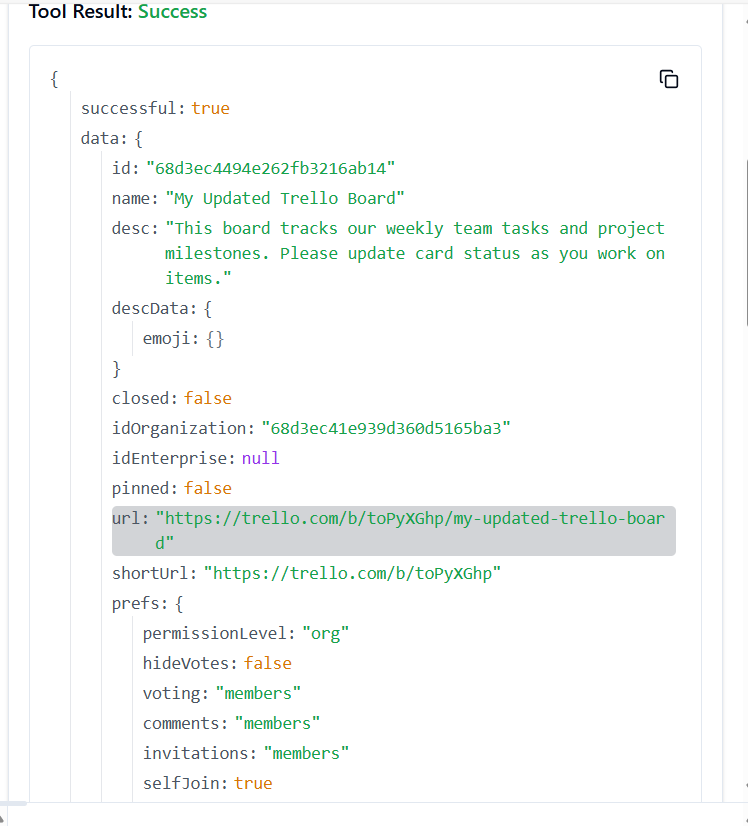 Tool Result: Success
{
successful: true
data: {
id: "68d3ec4494e262fb3216ab14"
name: "My Updated Trello Board"
desc: "This board tracks our weekly team tasks and project
milestones. Please update card status as you work on
items."
descData: {
emoji: {}
}
closed: false
idOrganization: "68d3ec41e939d360d5165ba3"
idEnterprise: null
pinned: false
url: "https://trello.com/b/toPyXGhp/my-updated-trello-boar
d"
shortUrl: "https://trello.com/b/toPyXGhp"
prefs: {
permissionLevel: "org"
hideVotes: false
voting: "members"
comments: "members"
invitations: "members"
selfJoin: true